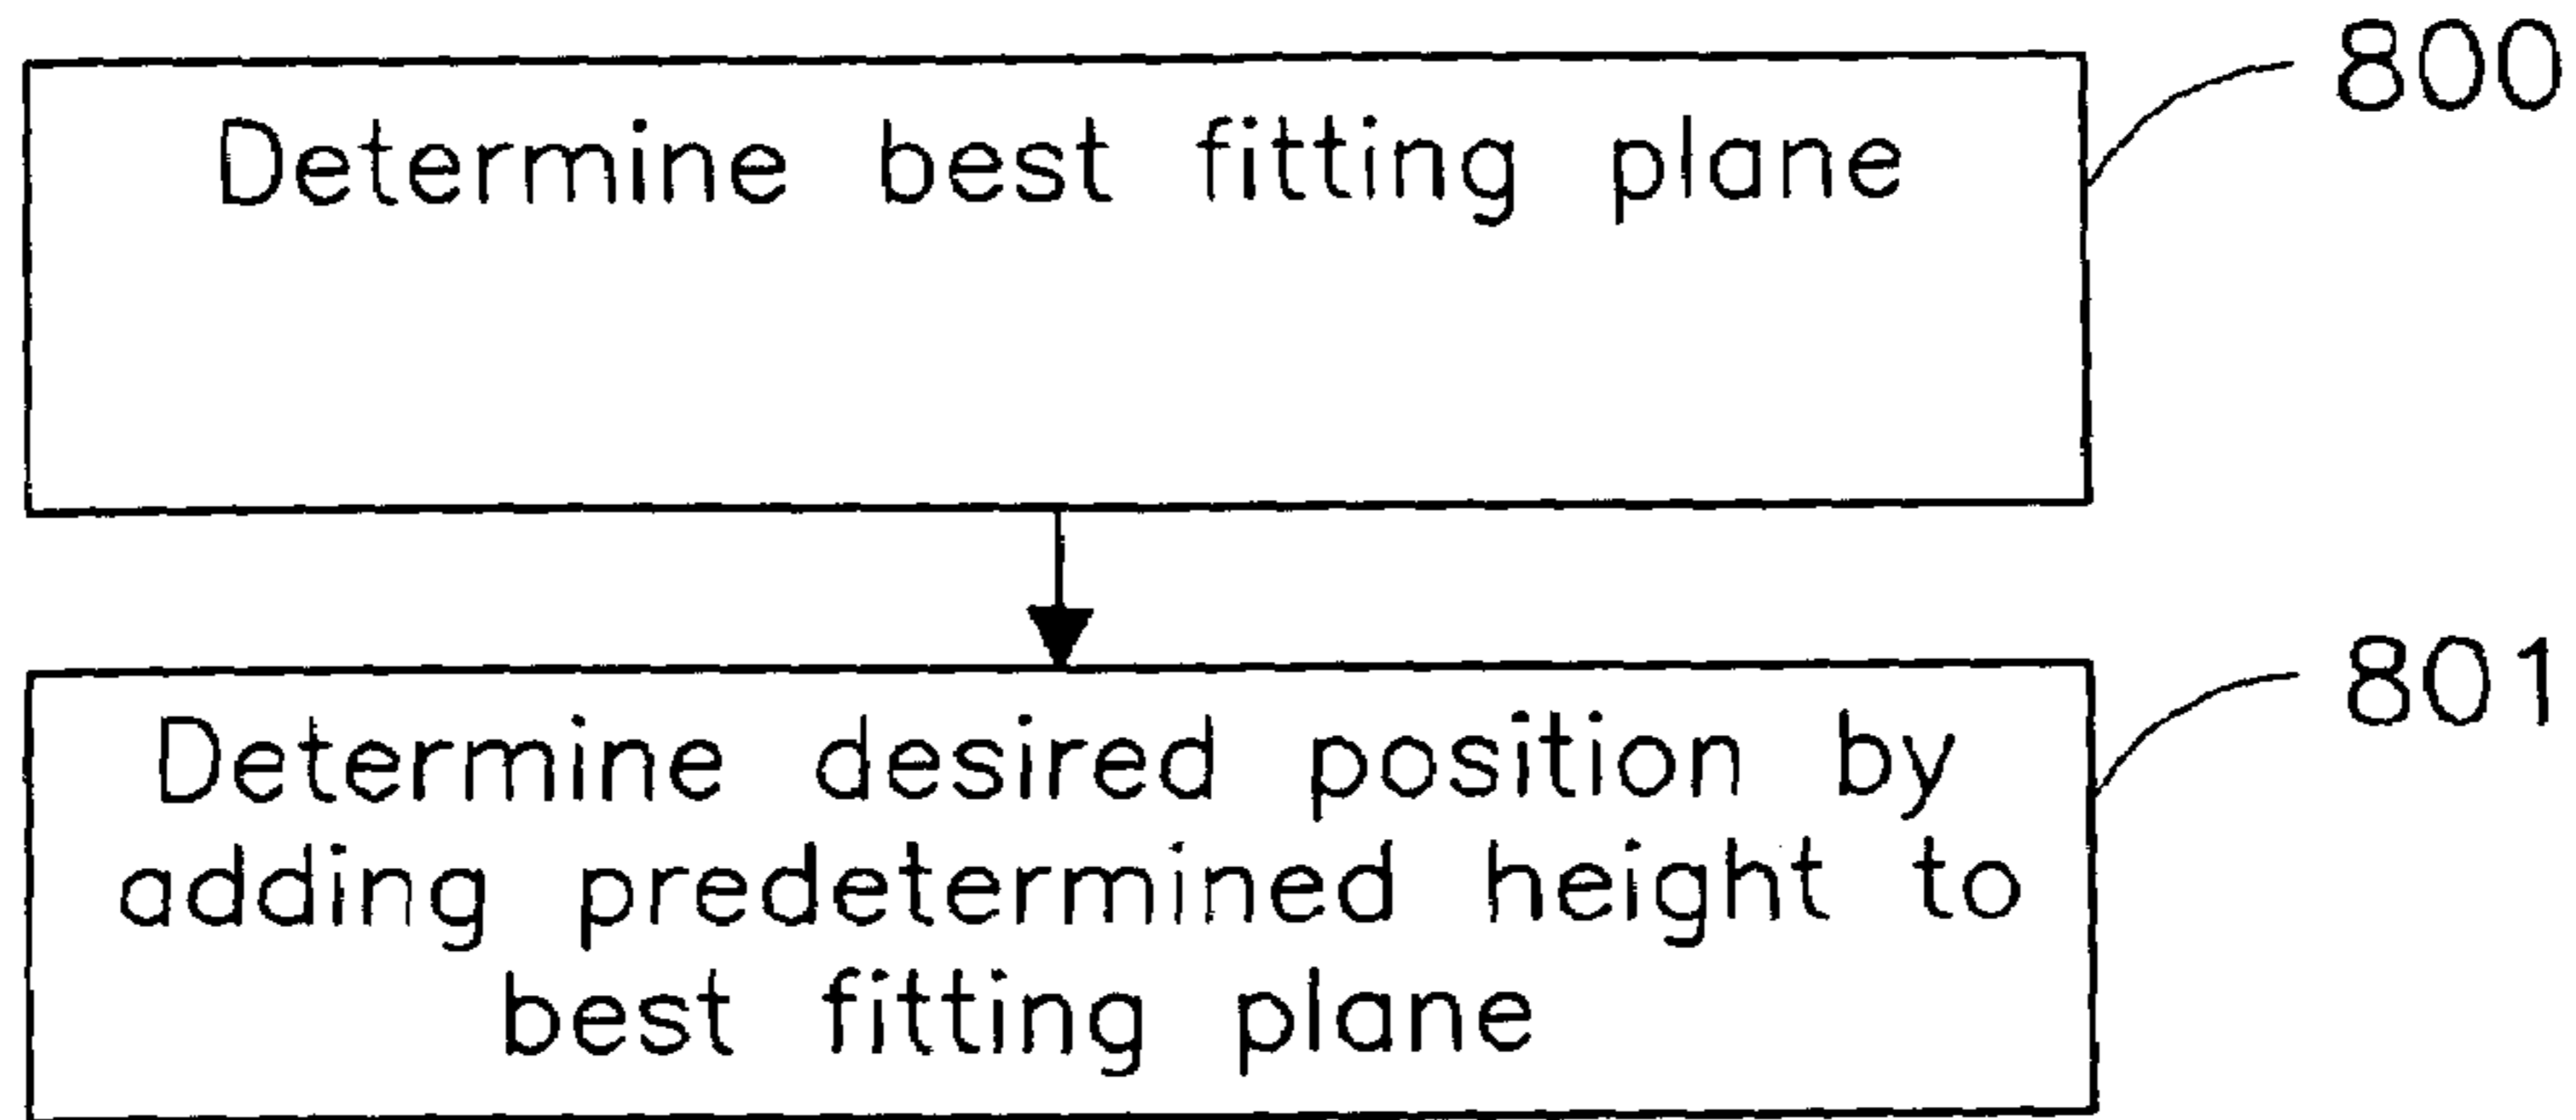 800
Determine best fitting plane
801
Determine desired position by
adding predetermined height to
best fitting plane